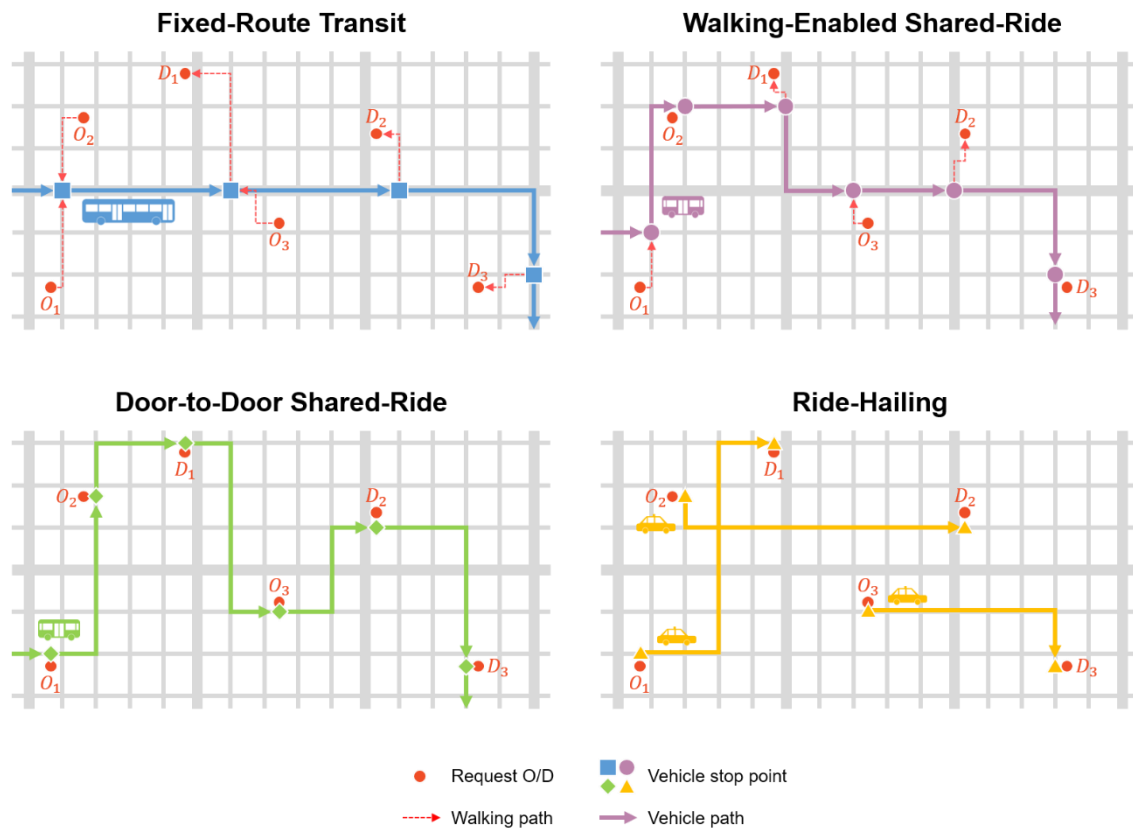 Fixed-Route Transit
D₁
O₂
D₂
O₃
D₃
O₁
Walking-Enabled Shared-Ride
D₁
O₂
D₂
O₃
O₁
D₃
Door-to-Door Shared-Ride
D₁
O₂
D₂
O₃
O₁
D₃
Ride-Hailing
D₁
O₂
D₂
O₃
O₁
D₃
Request O/D
Vehicle stop point
Walking path
Vehicle path